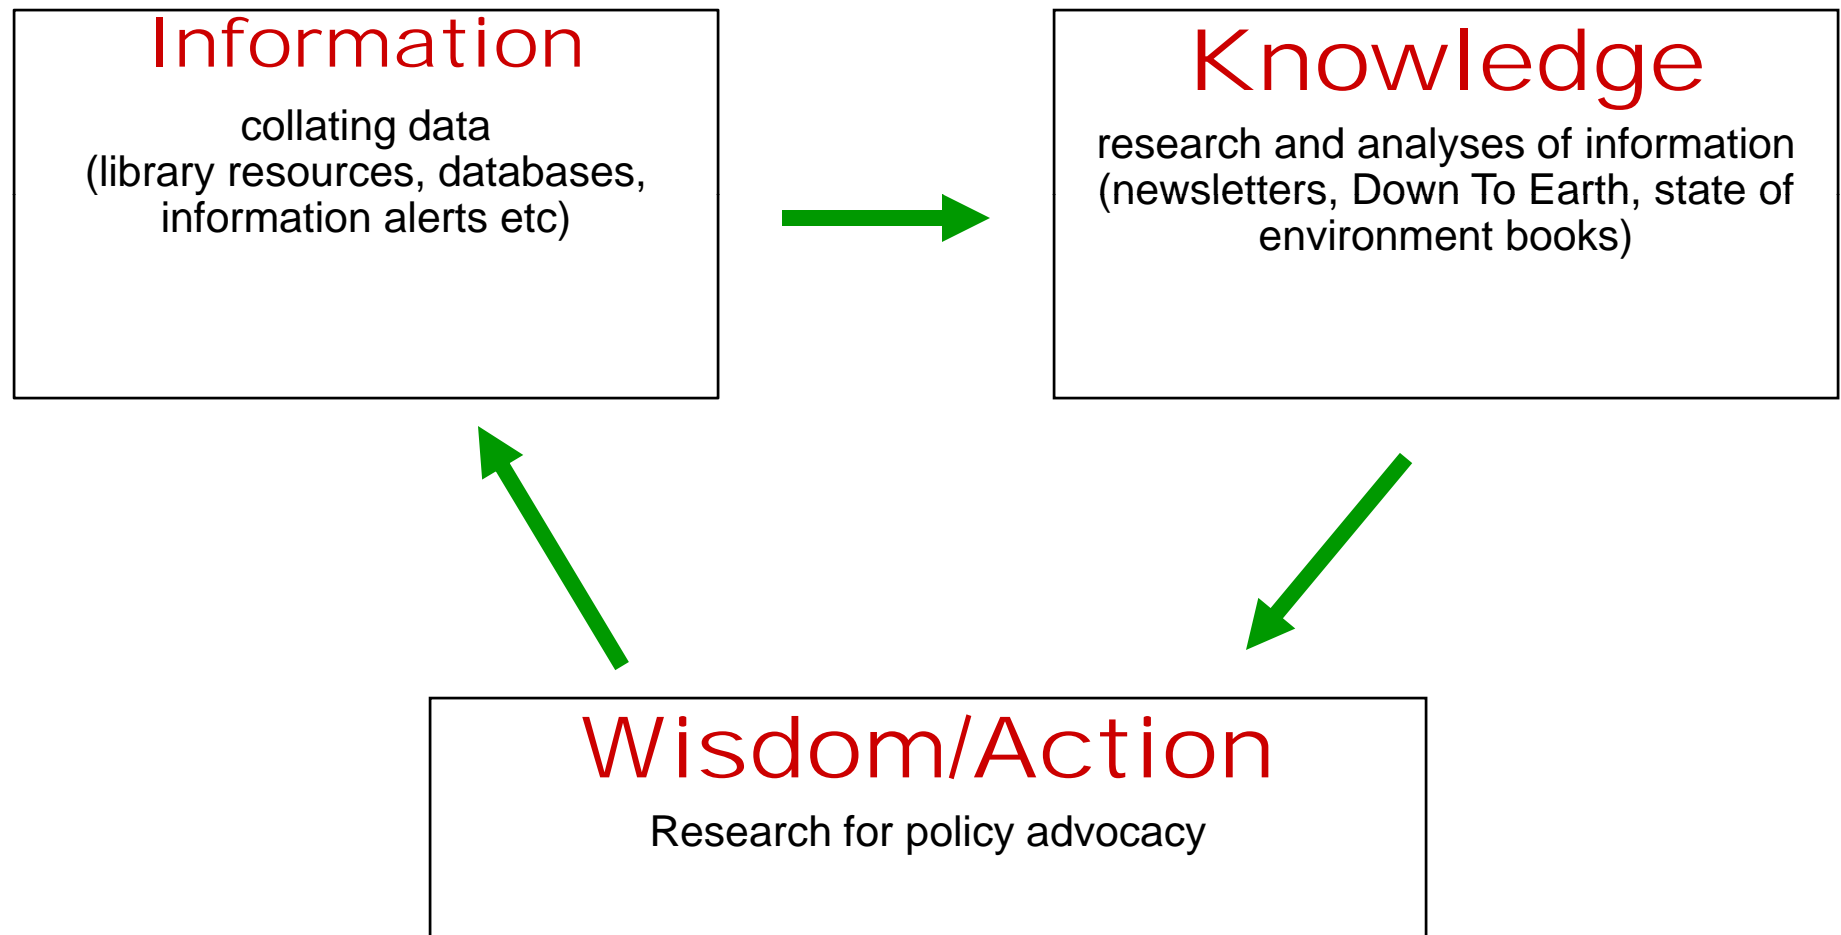 Information
collating data
(library resources, databases,
information alerts etc)
Knowledge
research and analyses of information
(newsletters, Down To Earth, state of
environment books)
Wisdom/Action
Research for policy advocacy